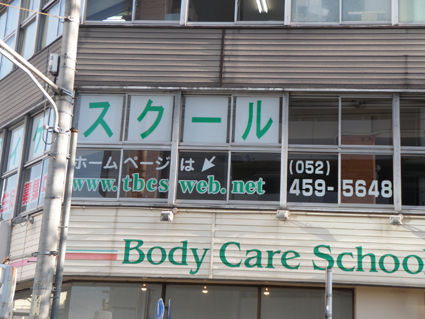 スクール
ホームページは↙
www.tbcs web.net
(052)
459-5648
Body Care School